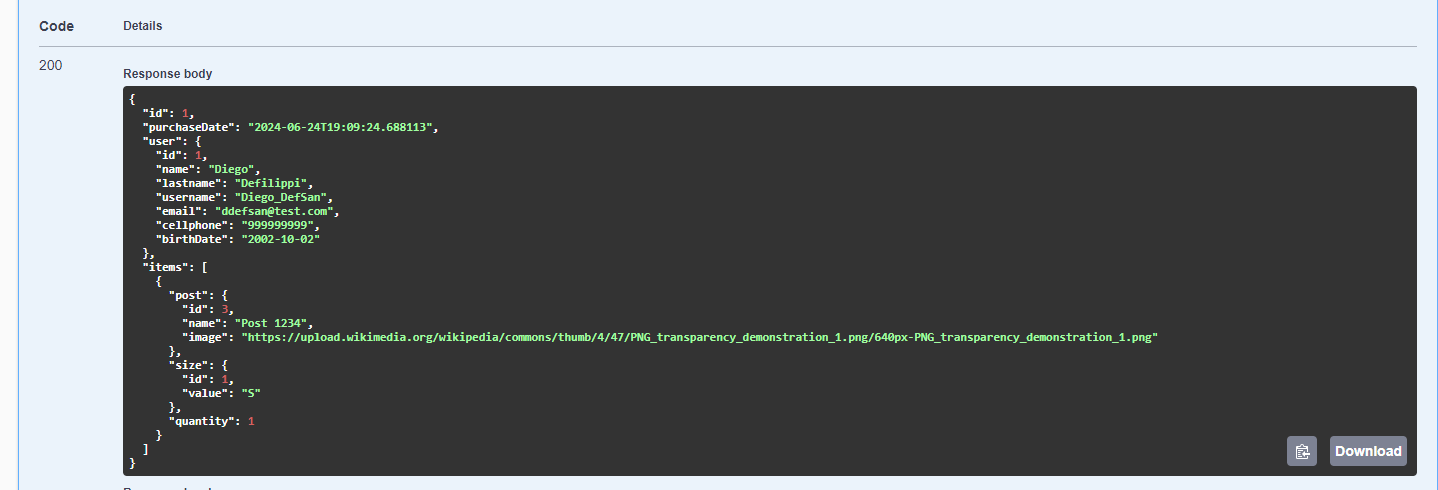 Code Details
200
Response body
{
"id": 1,
"purchaseDate": "2024-06-24T19:09:24.688113",
"user": {
"id": 1,
"name": "Diego",
"lastname": "Defilippi",
"username": "Diego_DefSan",
"email": "ddefsan@test.com",
"cellphone": "999999999",
"birthDate": "2002-10-02"
},
"items": [
{
"post": {
"id": 3,
"name": "Post 1234",
"image": "https://upload.wikimedia.org/wikipedia/commons/thumb/4/47/PNG_transparency_demonstration_1.png/640px-PNG_transparency_demonstration_1.png"
},
"size": {
"id": 1,
"value": "S"
},
"quantity": 1
}
]
}
Download